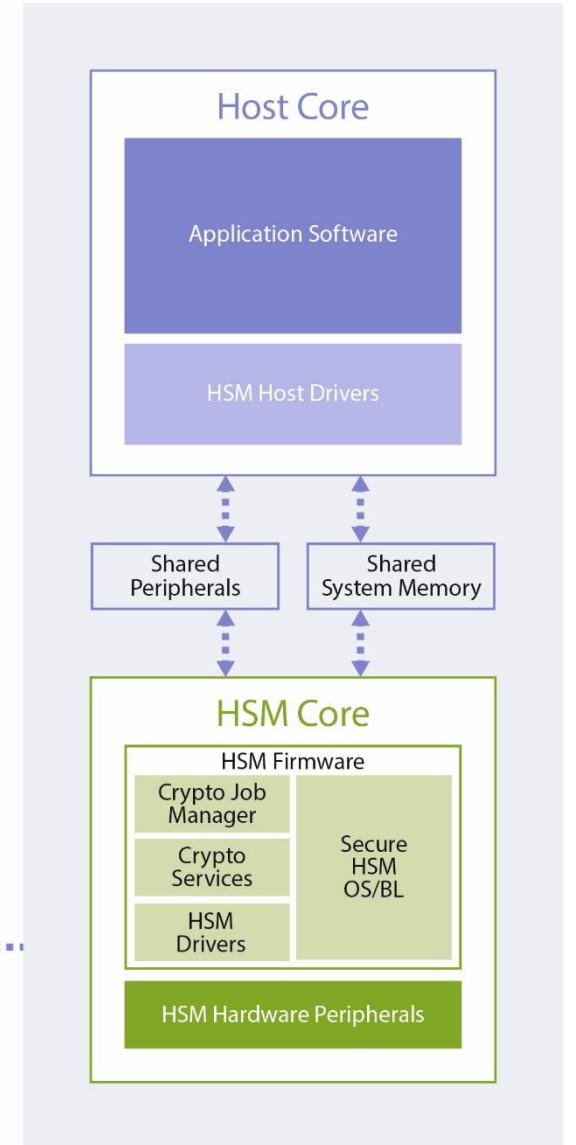 Host Core
Application Software
HSM Host Drivers
Shared
Peripherals
Shared
System Memory
HSM Core
HSM Firmware
Crypto Job
Manager
Crypto
Services
HSM
Drivers
Secure
HSM
OS/BL
HSM Hardware Peripherals